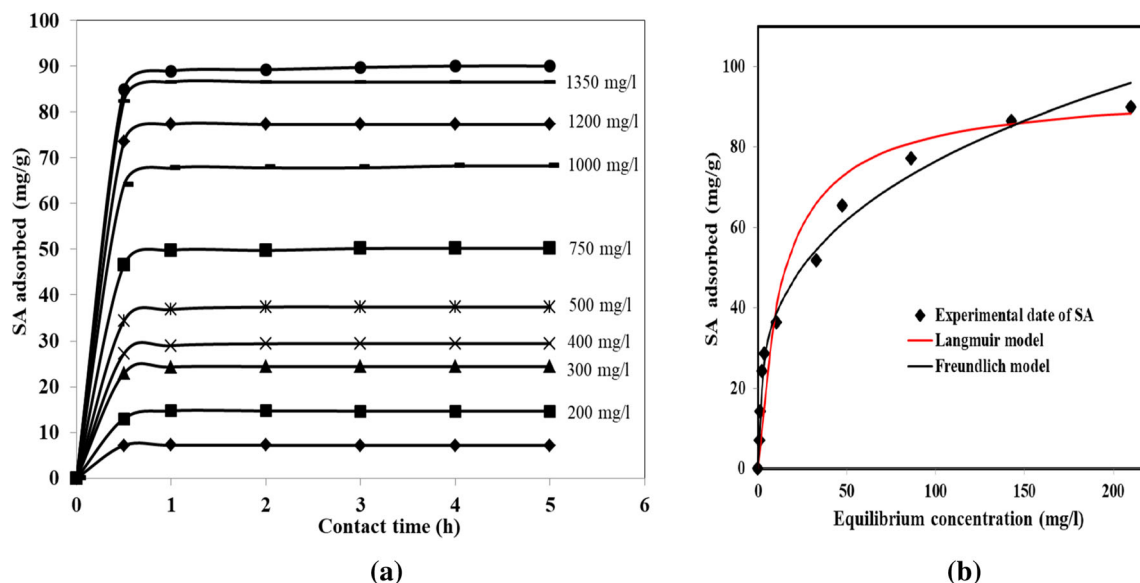 100
90
80
70
60
50
40
30
20
10
0
SA adsorbed (mg/g)
1350 mg/l
1200 mg/l
1000 mg/l
750 mg/l
500 mg/l
400 mg/l
300 mg/l
200 mg/l
0 1 2 3 4 5 6
Contact time (h)
(a)
100
80
60
40
20
0
SA adsorbed (mg/g)
Experimental date of SA
Langmuir model
Freundlich model
0 50 100 150 200
Equilibrium concentration (mg/l)
(b)